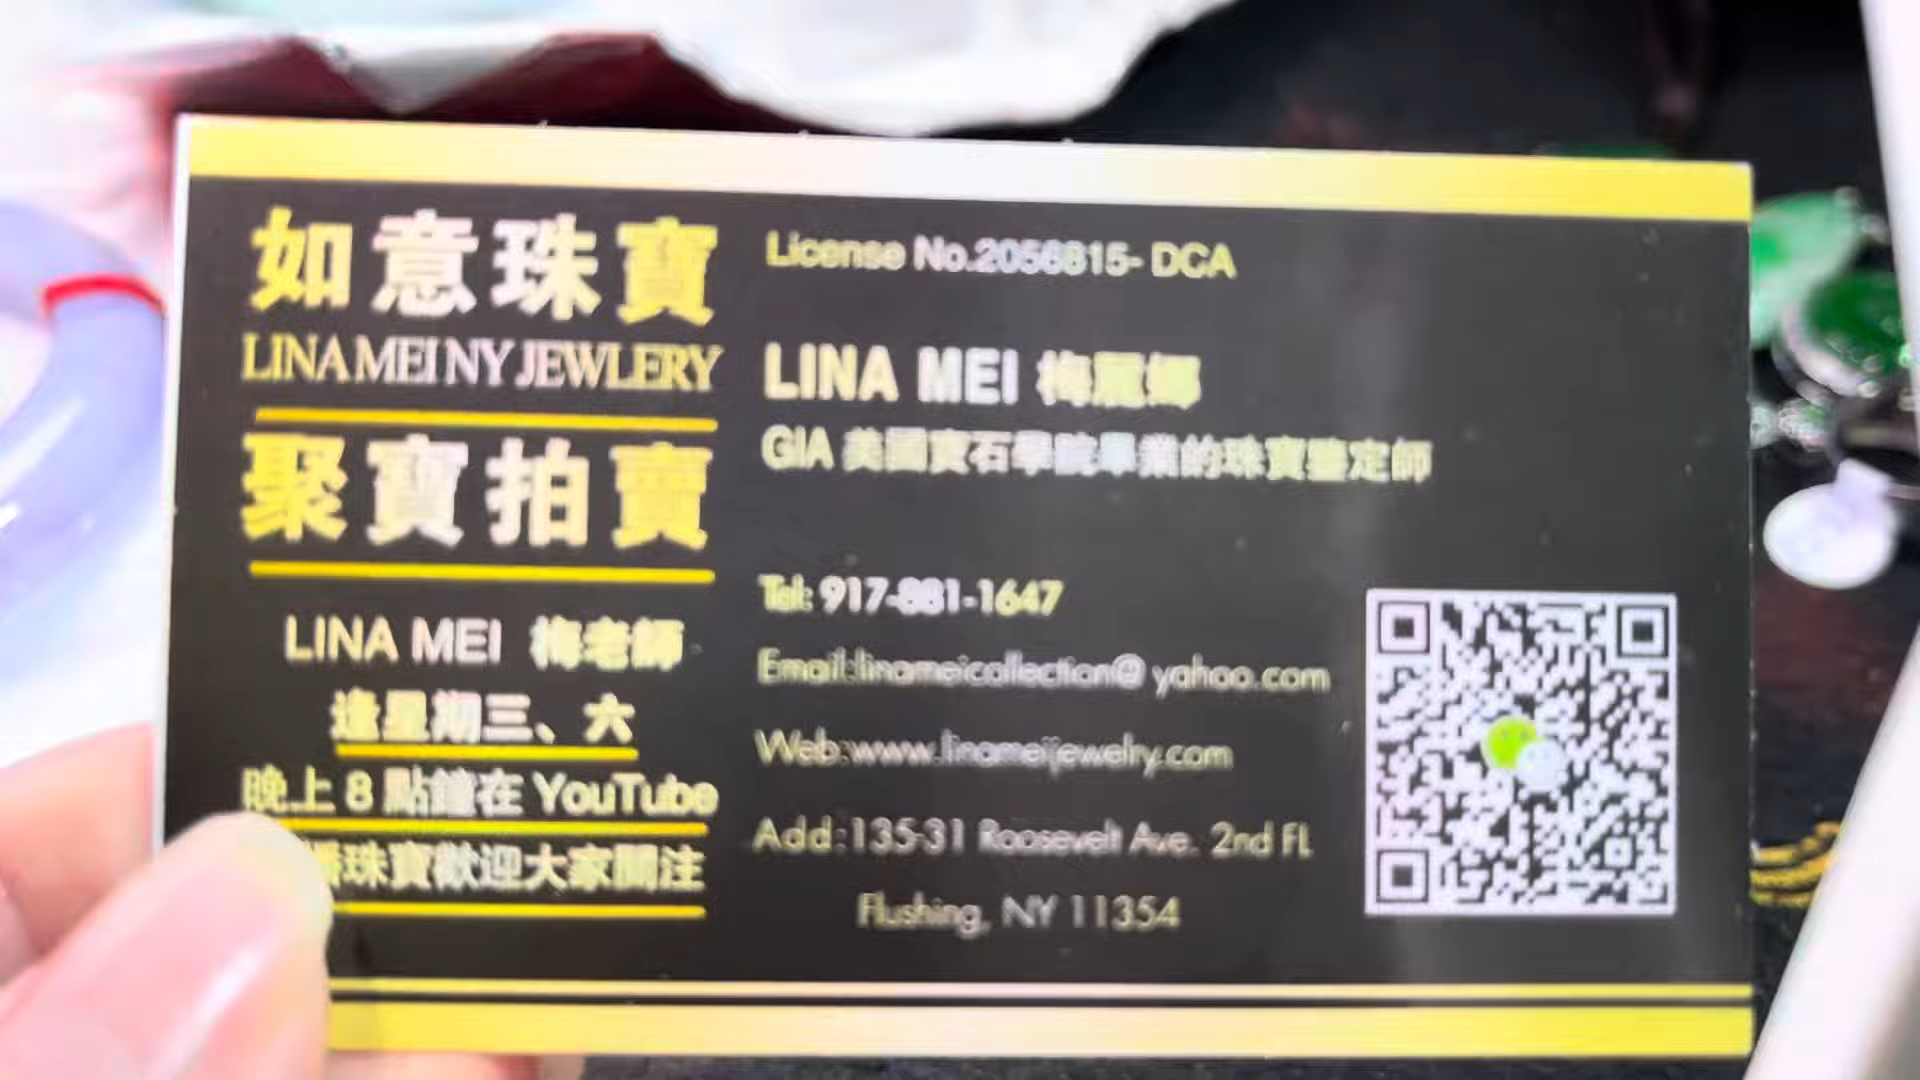 如意珠寶
LINA MEI NY JEWLERY
聚寶拍賣
LINA MEI 梅老師
逢星期三、六
晚上 8 點鐘在 YouTube
播珠寶歡迎大家關注
License No.2056815- DCA
LINA MEI 梅麗娜
GIA 美國寶石學院畢業的珠寶鑒定師
Tel: 917-881-1647
Email:linameicollection@ yahoo.com
Web:www.linameijewelry.com
Add:135-31 Roosevelt Ave. 2nd FL
Flushing, NY 11354